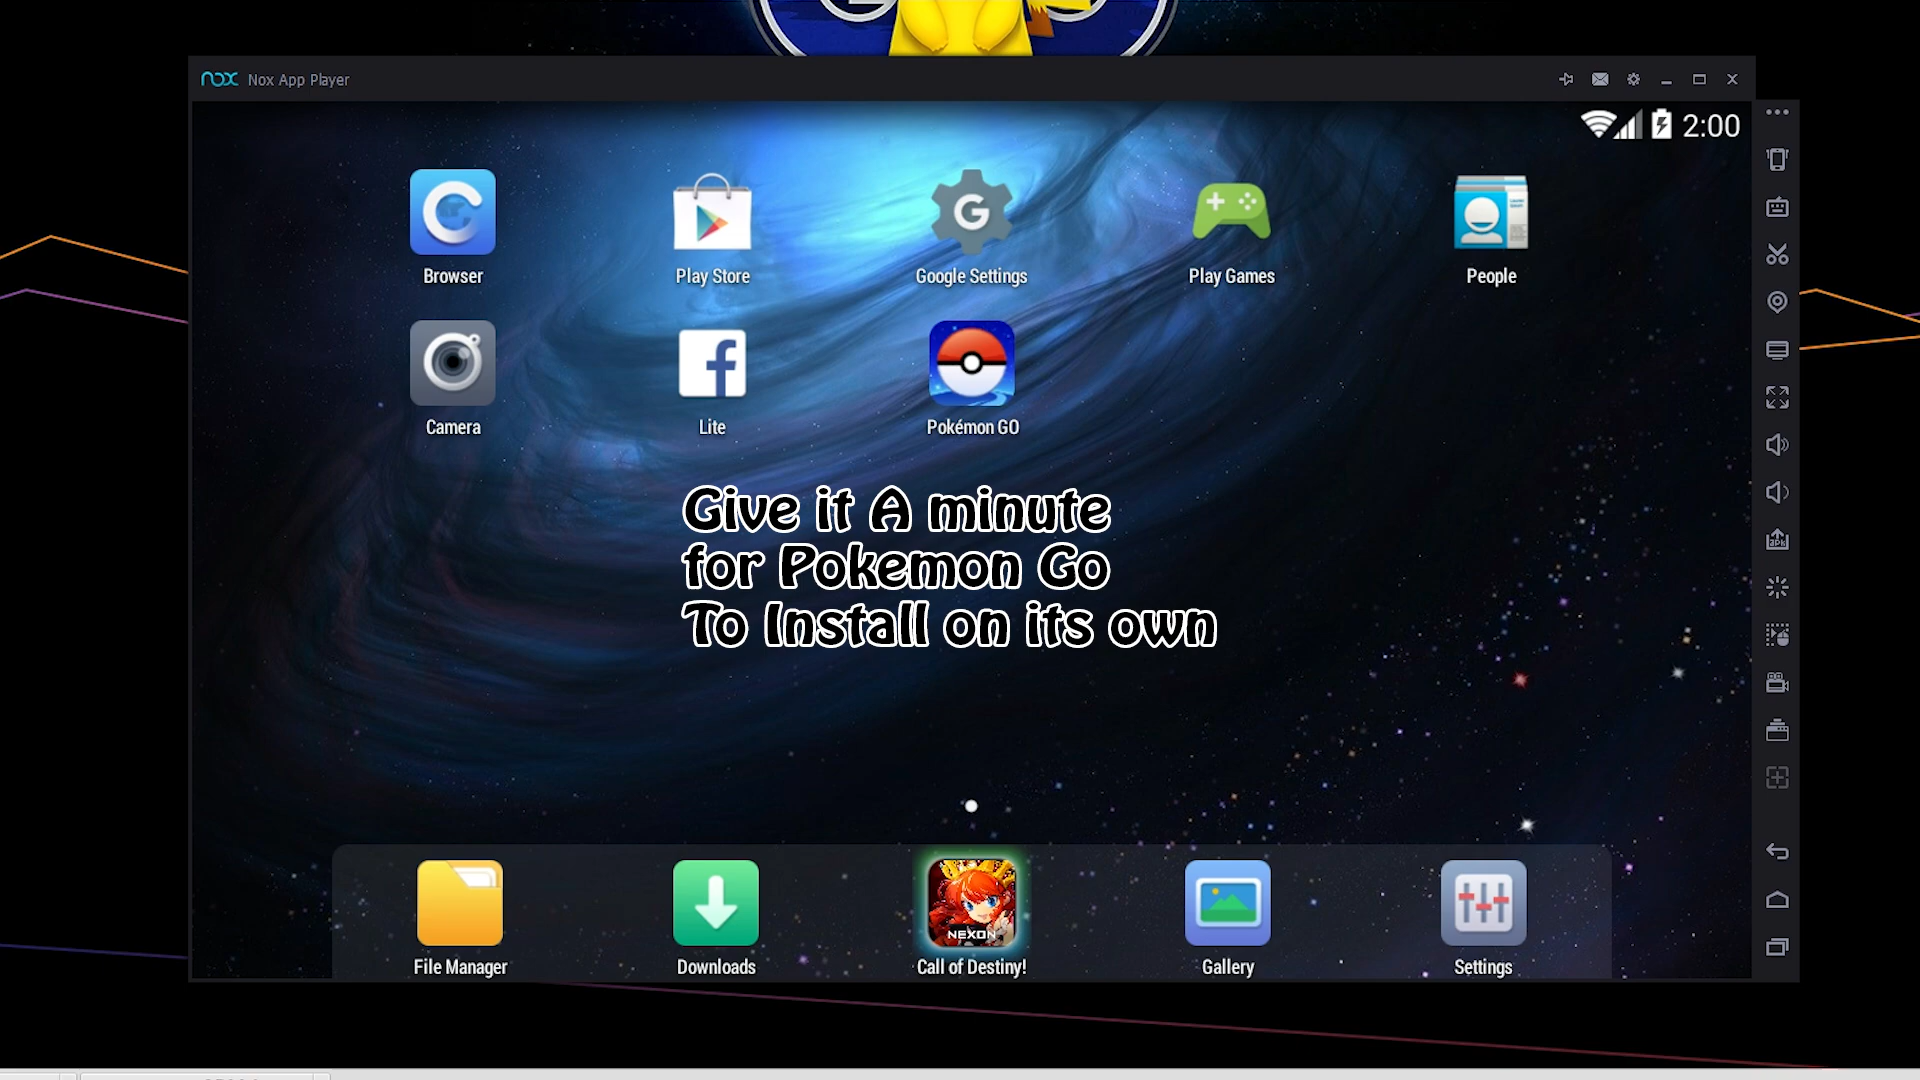 nox Nox App Player
2:00
Browser
Play Store
Google Settings
Play Games
People
Camera
Lite
Pokémon GO
Give it A minute
for Pokemon Go
To Install on its own
NEXON
File Manager
Downloads
Call of Destiny!
Gallery
Settings